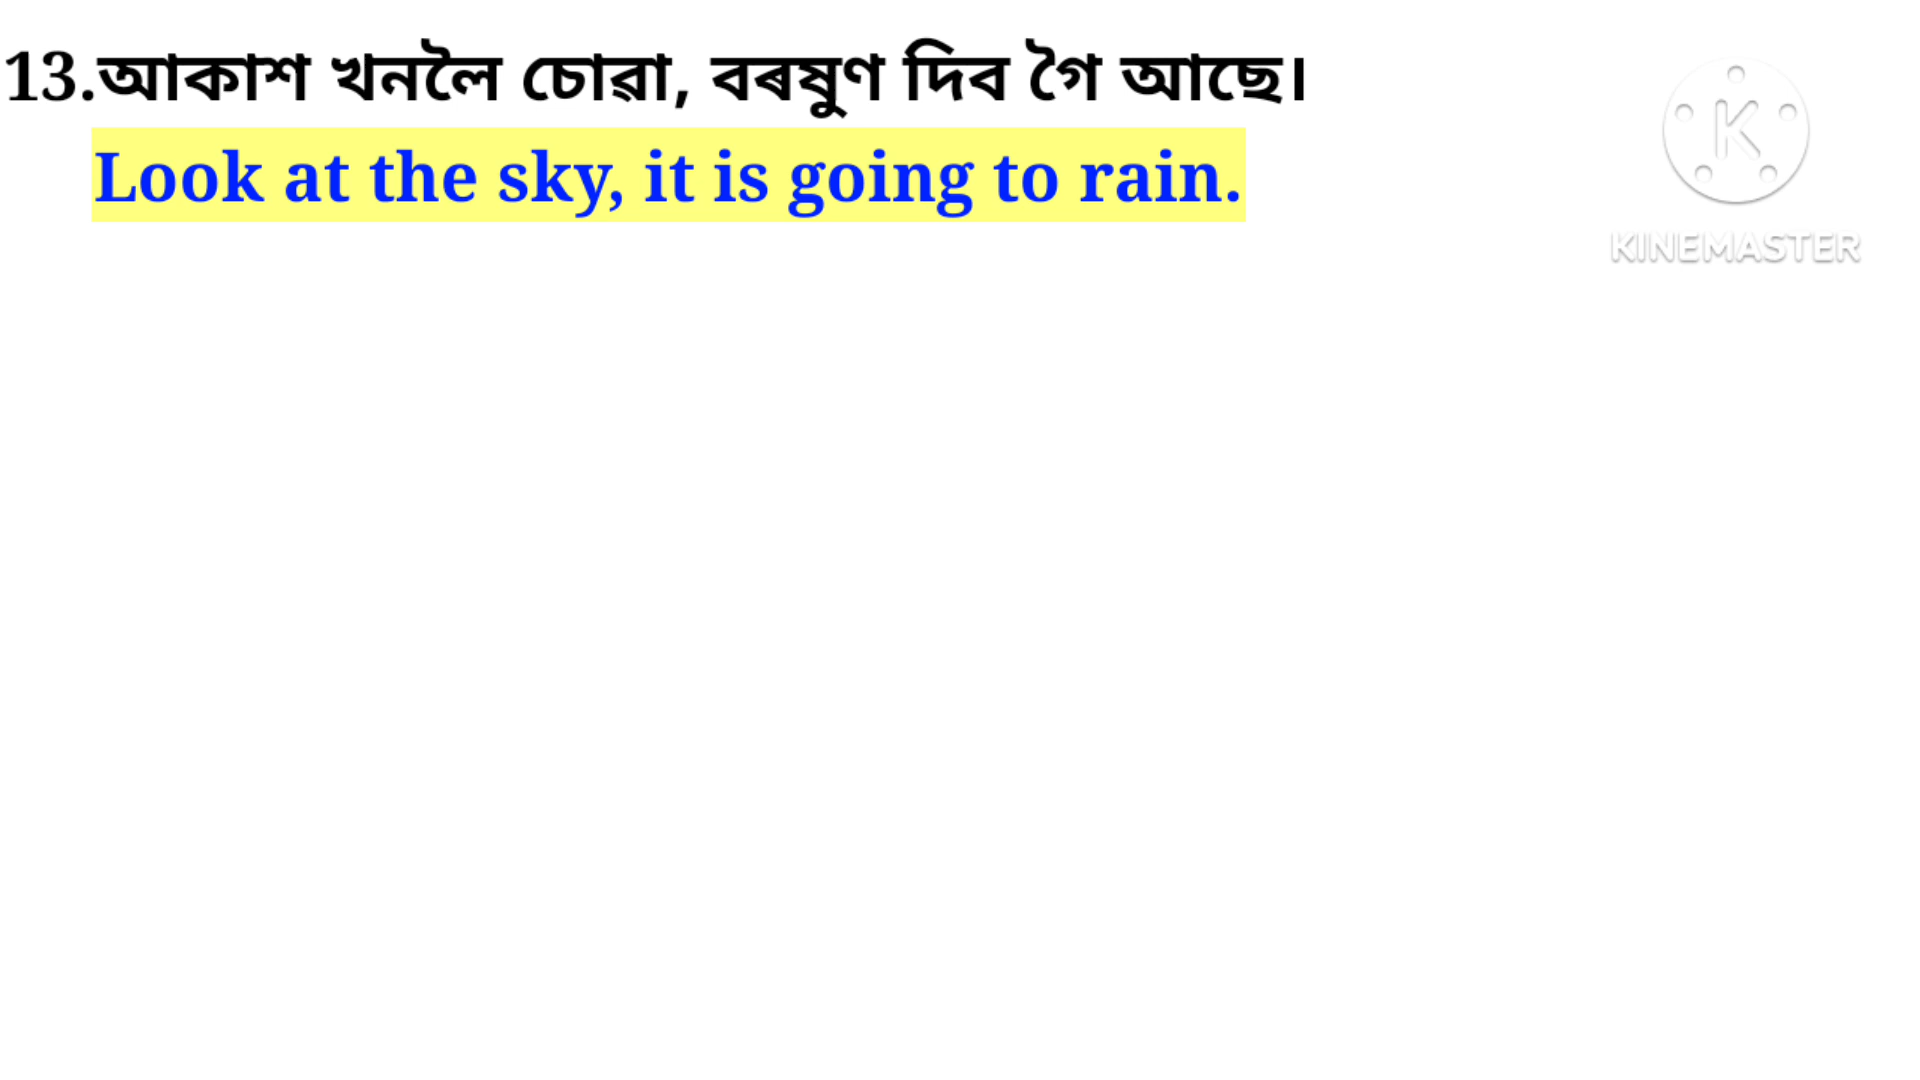 13.আকাশ খনলৈ চোৱা, বৰষুণ দিব গৈ আছে।
Look at the sky, it is going to rain.
K
KINEMASTER